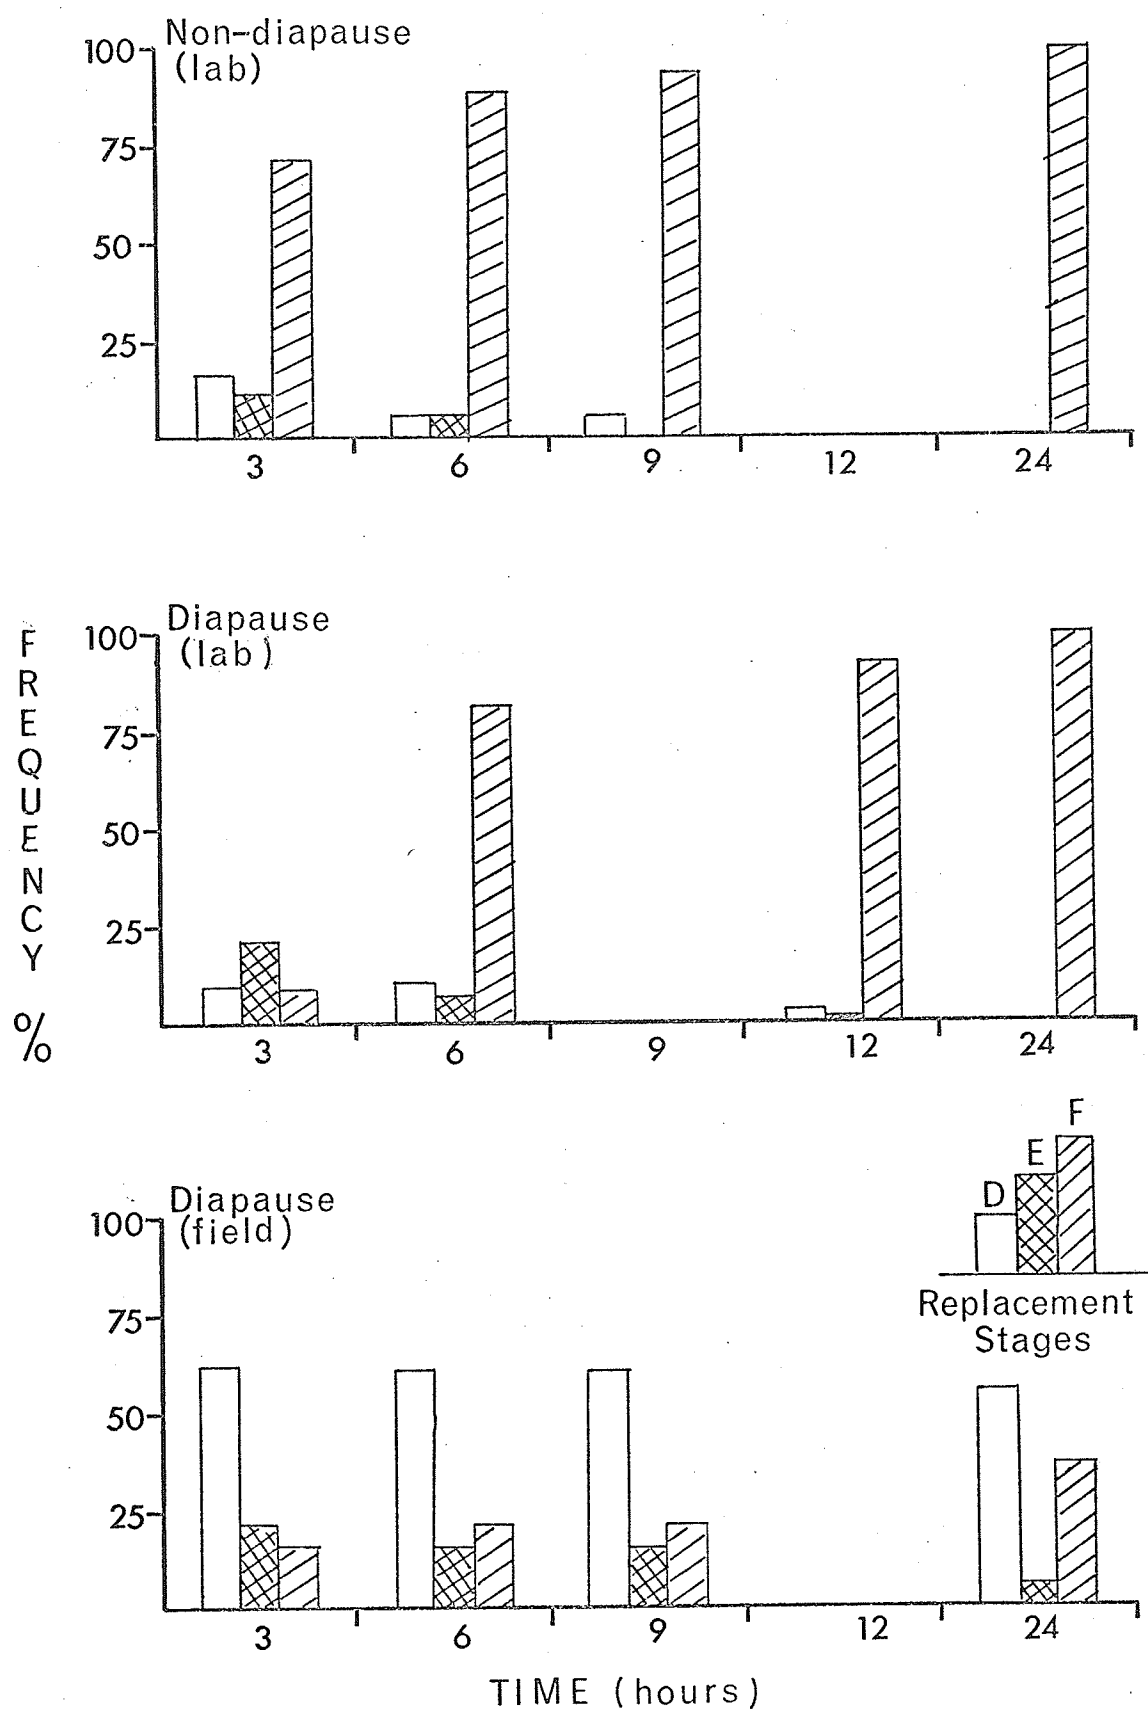 Non-diapause
(lab)
100
75
50
25
3 6 9 12 24
Diapause
(lab)
100
75
50
25
3 6 9 12 24
FREQUENCY
%
Diapause
(field)
100
75
50
25
3 6 9 12 24
D E F
Replacement
Stages
TIME (hours)